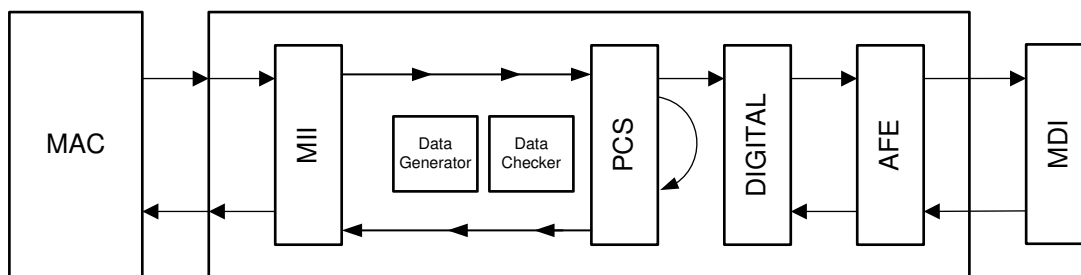 MAC
MII
Data
Generator
Data
Checker
PCS
DIGITAL
AFE
MDI